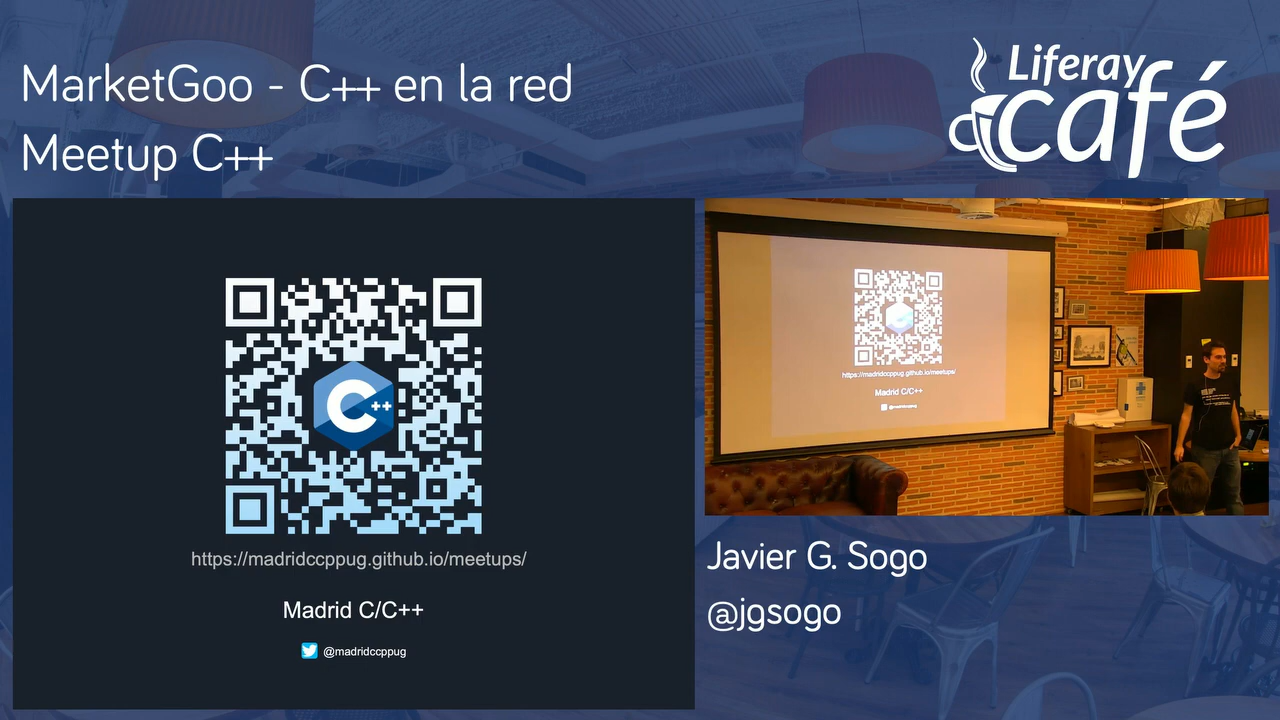 MarketGoo - C++ en la red
Meetup C++
Liferay
café
C++
https://madridccppug.github.io/meetups/
Madrid C/C++
@madridccppug
https://madridccppug.github.io/meetups/
Madrid C/C++
@madridccppug
Javier G. Sogo
@jgsogo